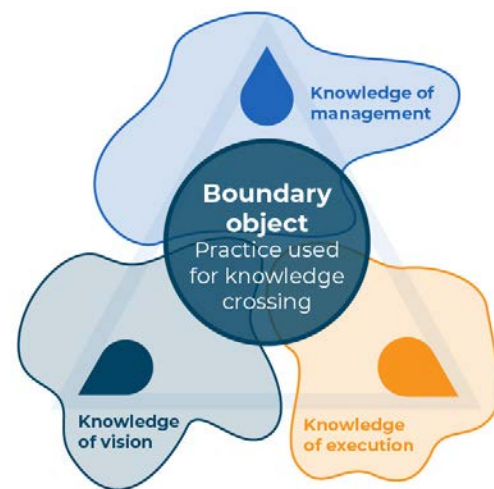 Knowledge of
management
Boundary
object
Practice used
for knowledge
crossing
Knowledge
of vision
Knowledge
of execution